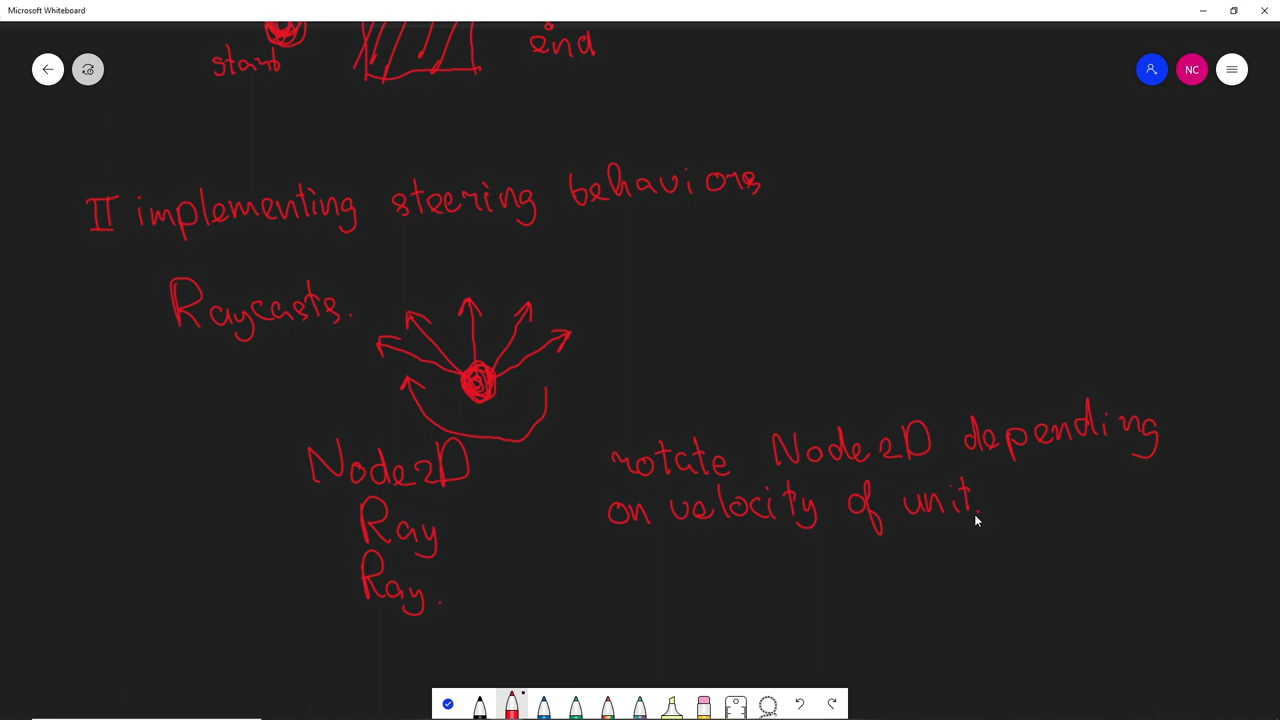 Microsoft Whiteboard
start end
NC
II implementing steering behaviors
Raycasts.
Node2D
Ray
Ray.
rotate Node2D depending
on velocity of unit.